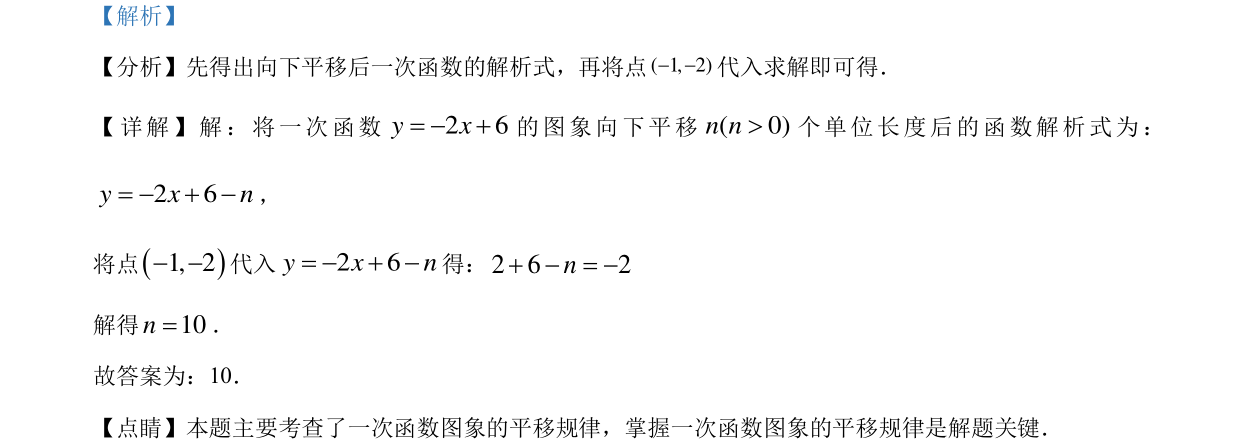 【解析】
【分析】先得出向下平移后一次函数的解析式，再将点(−1,−2)代入求解即可得．
【详解】解：将一次函数 y=−2x+6 的图象向下平移 n(n>0) 个单位长度后的函数解析式为：
y=−2x+6−n，
将点(−1,−2)代入 y=−2x+6−n 得：2+6−n=−2
解得 n=10．
故答案为：10．
【点睛】本题主要考查了一次函数图象的平移规律，掌握一次函数图象的平移规律是解题关键．